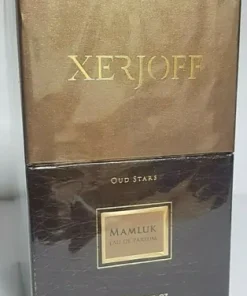 XERJOFF
OUD STARS
MAMLUK
EAU DE PARFUM